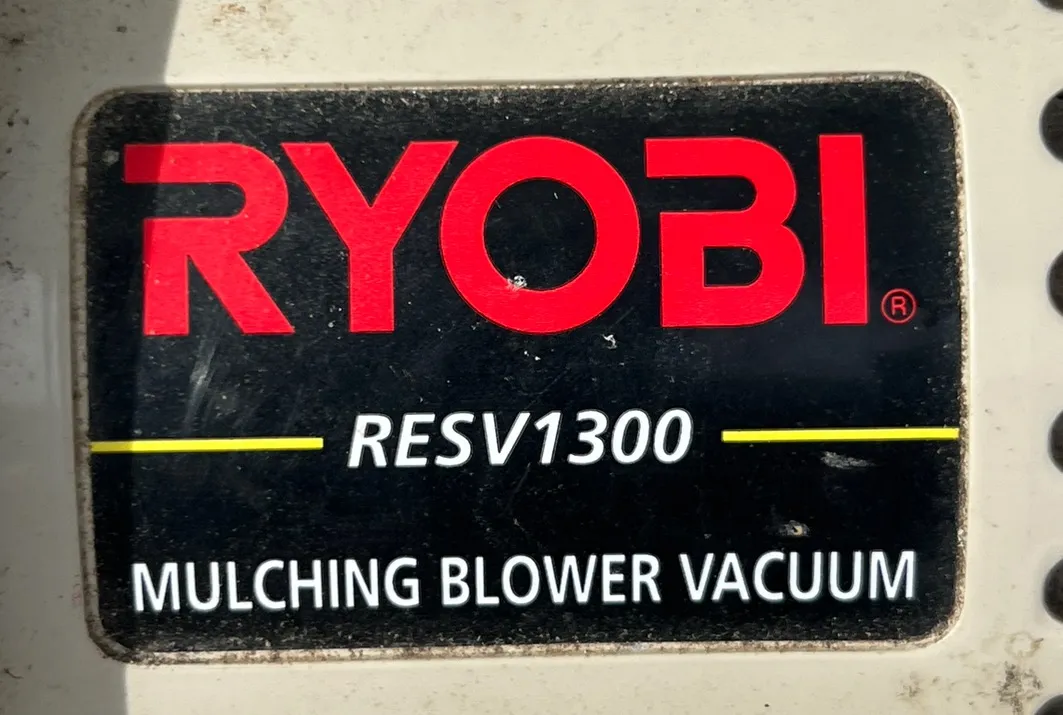 RYOBI®
RESV1300
MULCHING BLOWER VACUUM